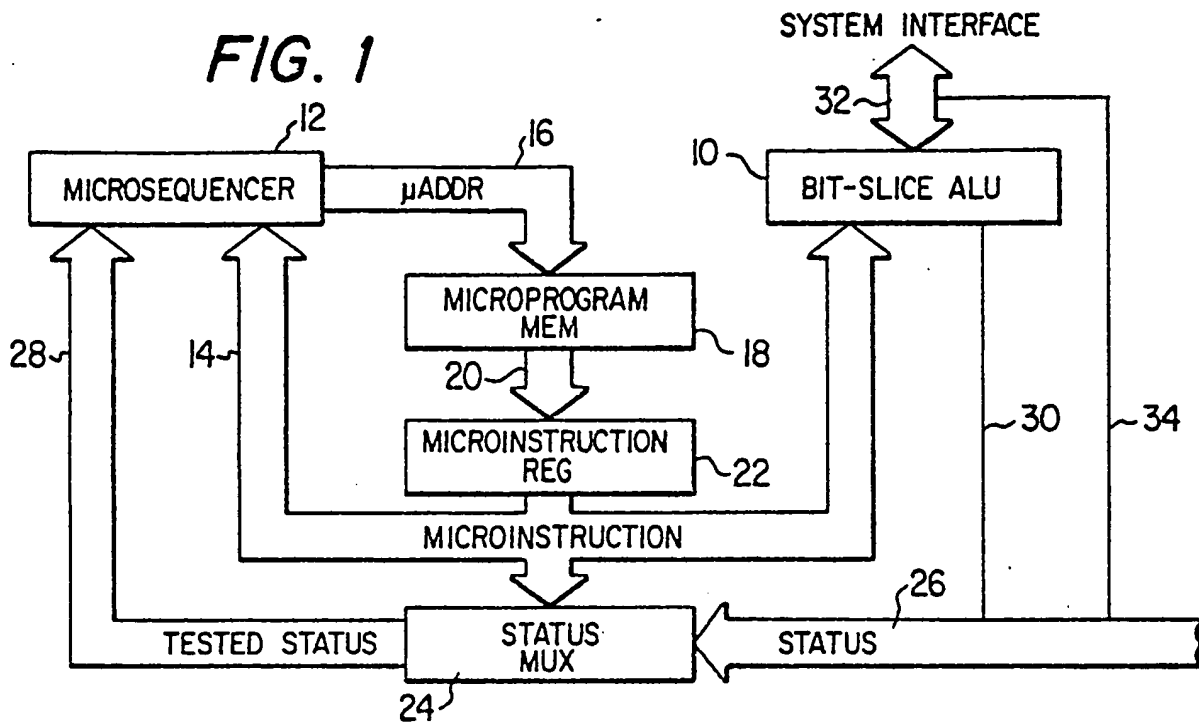 FIG. 1
SYSTEM INTERFACE
12
16
32
10
MICROSEQUENCER
μADDR
BIT-SLICE ALU
MICROPROGRAM
MEM
28
14
18
20
30
34
MICROINSTRUCTION
REG
22
MICROINSTRUCTION
26
TESTED STATUS
STATUS
MUX
STATUS
24